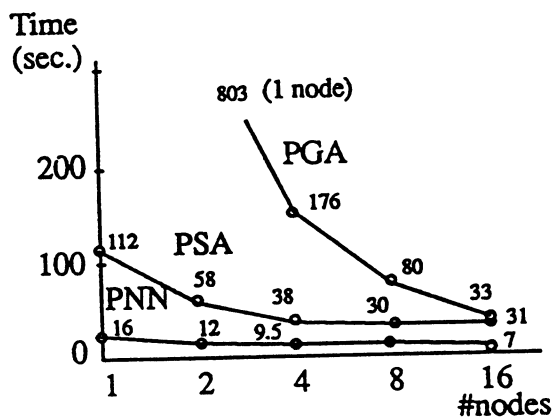 Time
(sec.)
803 (1 node)
PGA
200
176
112
PSA
80
100
58
PNN
38
30
33
31
16
12
9.5
7
0
1 2 4 8 16
#nodes